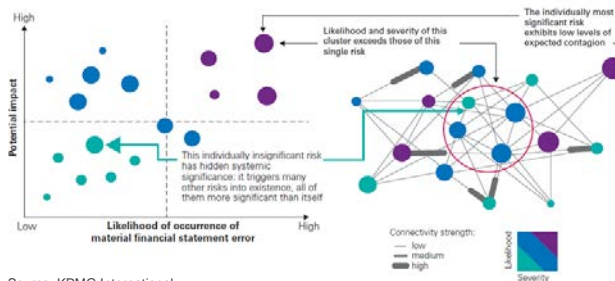 High
Potential impact
Low
Likelihood of occurrence of
material financial statement error
High
This individually insignificant risk
has hidden systemic
significance: it triggers many
other risks into existence, all of
them more significant than itself
Likelihood and severity of this
cluster exceeds those of this
single risk
The individually most
significant risk
exhibits low levels of
expected contagion
Connectivity strength:
low
medium
high
Likelihood
Severity
Source: KPMG International